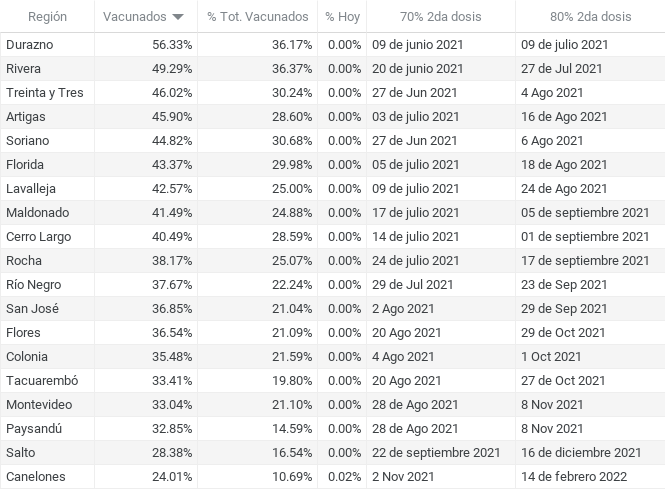 Región Vacunados % Tot. Vacunados % Hoy 70% 2da dosis 80% 2da dosis
Durazno 56.33% 36.17% 0.00% 09 de junio 2021 09 de julio 2021
Rivera 49.29% 36.37% 0.00% 20 de junio 2021 27 de Jul 2021
Treinta y Tres 46.02% 30.24% 0.00% 27 de Jun 2021 4 Ago 2021
Artigas 45.90% 28.60% 0.00% 03 de julio 2021 16 de Ago 2021
Soriano 44.82% 30.68% 0.00% 27 de Jun 2021 6 Ago 2021
Florida 43.37% 29.98% 0.00% 05 de julio 2021 18 de Ago 2021
Lavalleja 42.57% 25.00% 0.00% 09 de julio 2021 24 de Ago 2021
Maldonado 41.49% 24.88% 0.00% 17 de julio 2021 05 de septiembre 2021
Cerro Largo 40.49% 28.59% 0.00% 14 de julio 2021 01 de septiembre 2021
Rocha 38.17% 25.07% 0.00% 24 de julio 2021 17 de septiembre 2021
Río Negro 37.67% 22.24% 0.00% 29 de Jul 2021 23 de Sep 2021
San José 36.85% 21.04% 0.00% 2 Ago 2021 29 de Sep 2021
Flores 36.54% 21.09% 0.00% 20 Ago 2021 29 de Oct 2021
Colonia 35.48% 21.59% 0.00% 4 Ago 2021 1 Oct 2021
Tacuarembó 33.41% 19.80% 0.00% 20 Ago 2021 27 de Oct 2021
Montevideo 33.04% 21.10% 0.00% 28 de Ago 2021 8 Nov 2021
Paysandú 32.85% 14.59% 0.00% 28 de Ago 2021 8 Nov 2021
Salto 28.38% 16.54% 0.00% 22 de septiembre 2021 16 de diciembre 2021
Canelones 24.01% 10.69% 0.02% 2 Nov 2021 14 de febrero 2022